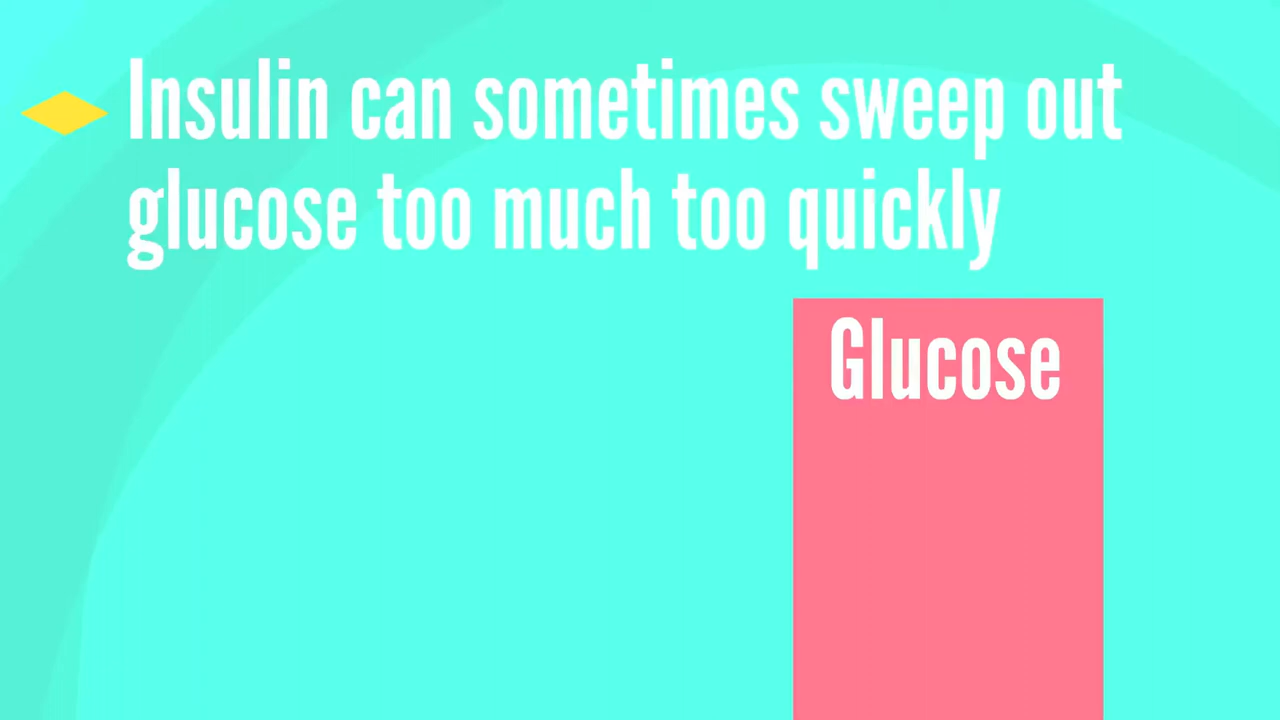 Insulin can sometimes sweep out
glucose too much too quickly
Glucose